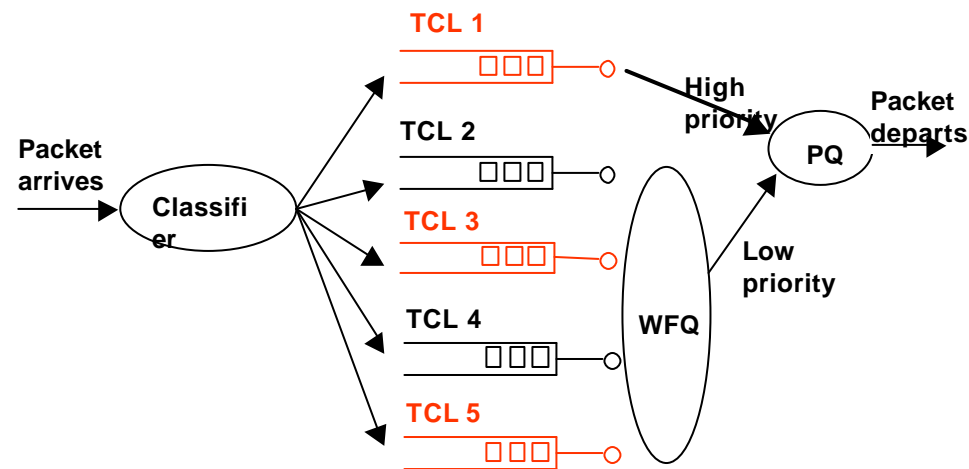 TCL 1
High
priority
Packet
departs
TCL 2
PQ
Packet
arrives
Classifi
er
TCL 3
Low
priority
TCL 4
WFQ
TCL 5